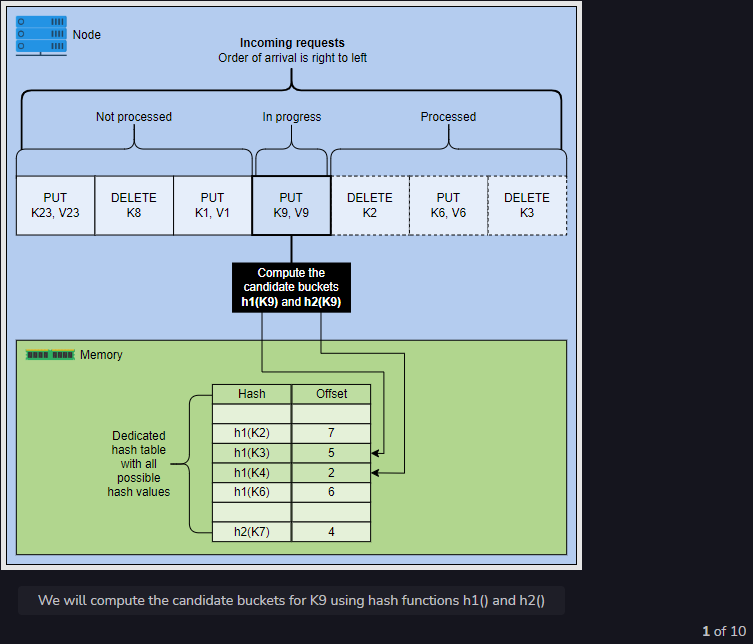 Node
Incoming requests
Order of arrival is right to left
Not processed
In progress
Processed
PUT
K23, V23
DELETE
K8
PUT
K1, V1
PUT
K9, V9
DELETE
K2
PUT
K6, V6
DELETE
K3
Compute the
candidate buckets
h1(K9) and h2(K9)
Memory
Dedicated
hash table
with all
possible
hash values
Hash Offset
h1(K2) 7
h1(K3) 5
h1(K4) 2
h1(K6) 6
h2(K7) 4
We will compute the candidate buckets for K9 using hash functions h1() and h2()
1 of 10